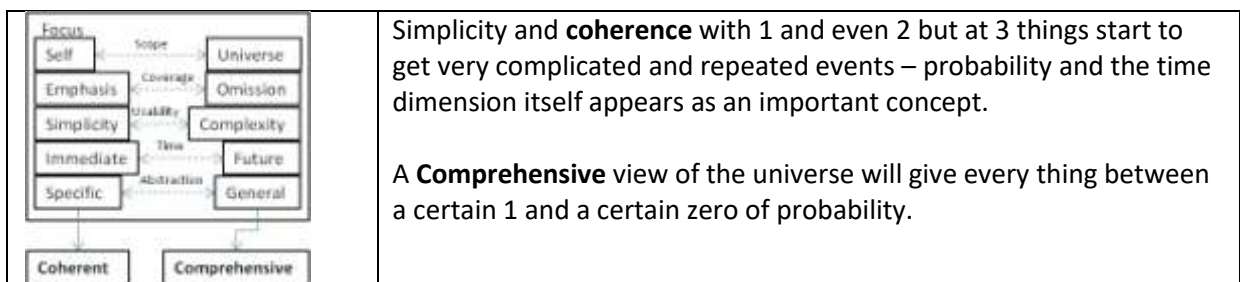 Focus
Scope
Self
Universe
Coverage
Emphasis
Omission
Usability
Simplicity
Complexity
Time
Immediate
Future
Abstraction
Specific
General
Coherent
Comprehensive
Simplicity and coherence with 1 and even 2 but at 3 things start to
get very complicated and repeated events – probability and the time
dimension itself appears as an important concept.
A Comprehensive view of the universe will give every thing between
a certain 1 and a certain zero of probability.